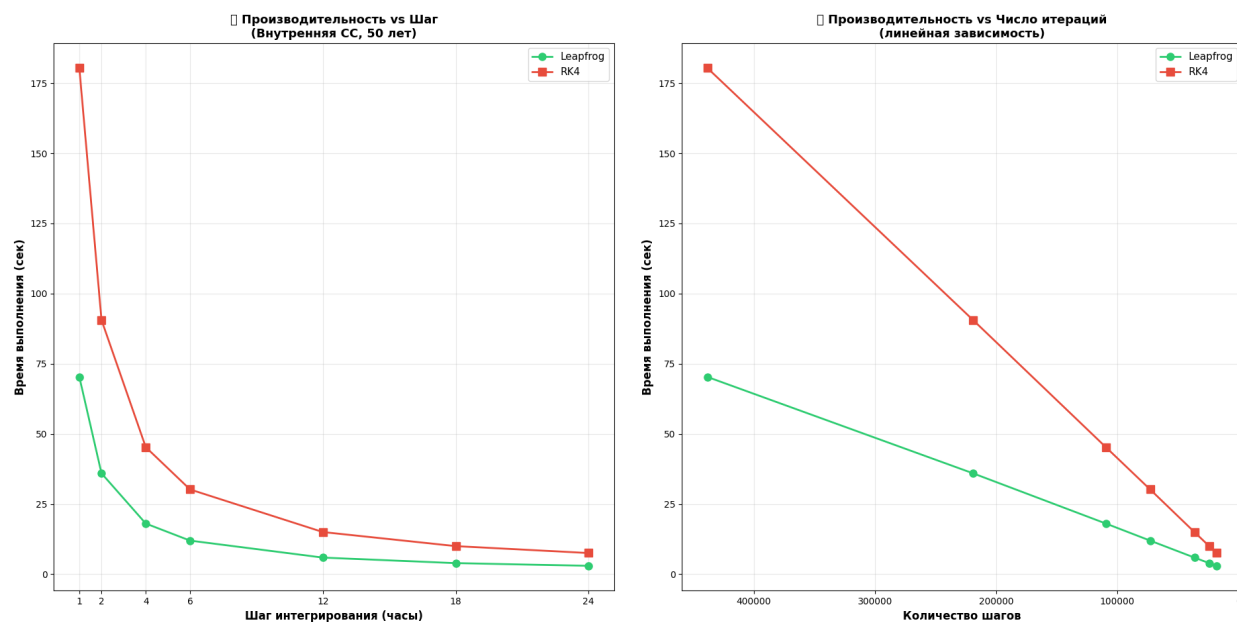 Производительность vs Шаг
(Внутренняя СС, 50 лет)
Leapfrog
RK4
175
150
125
100
75
50
25
0
Время выполнения (сек)
1 2 4 6 12 18 24
Шаг интегрирования (часы)
Производительность vs Число итераций
(линейная зависимость)
Leapfrog
RK4
175
150
125
100
75
50
25
0
Время выполнения (сек)
400000 300000 200000 100000
Количество шагов